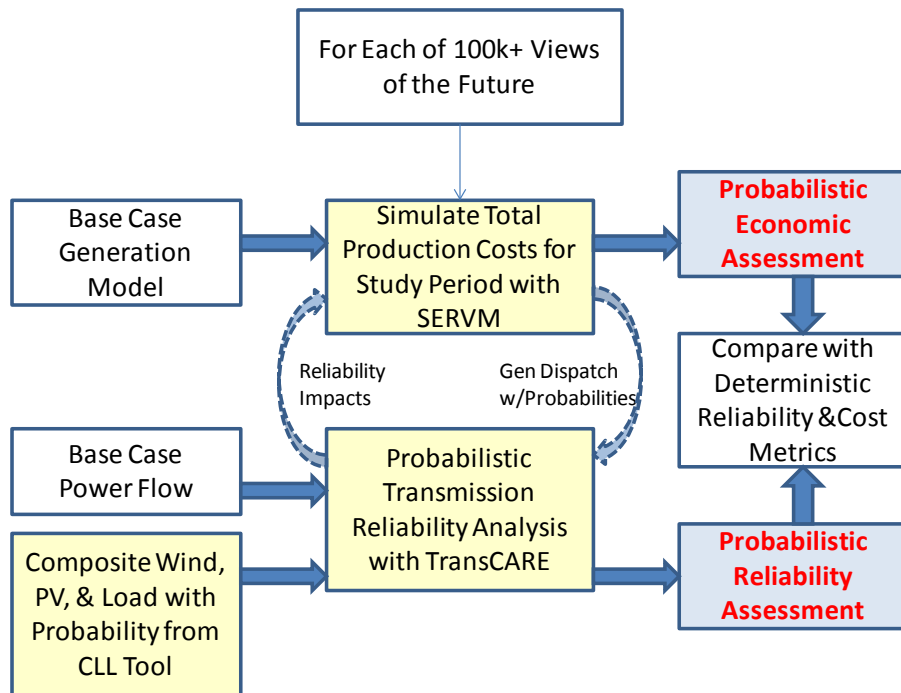 For Each of 100k+ Views
of the Future
Base Case
Generation
Model
Simulate Total
Production Costs for
Study Period with
SERVM
Probabilistic
Economic
Assessment
Reliability
Impacts
Gen Dispatch
w/Probabilities
Compare with
Deterministic
Reliability &Cost
Metrics
Base Case
Power Flow
Probabilistic
Transmission
Reliability Analysis
with TransCARE
Composite Wind,
PV, & Load with
Probability from
CLL Tool
Probabilistic
Reliability
Assessment